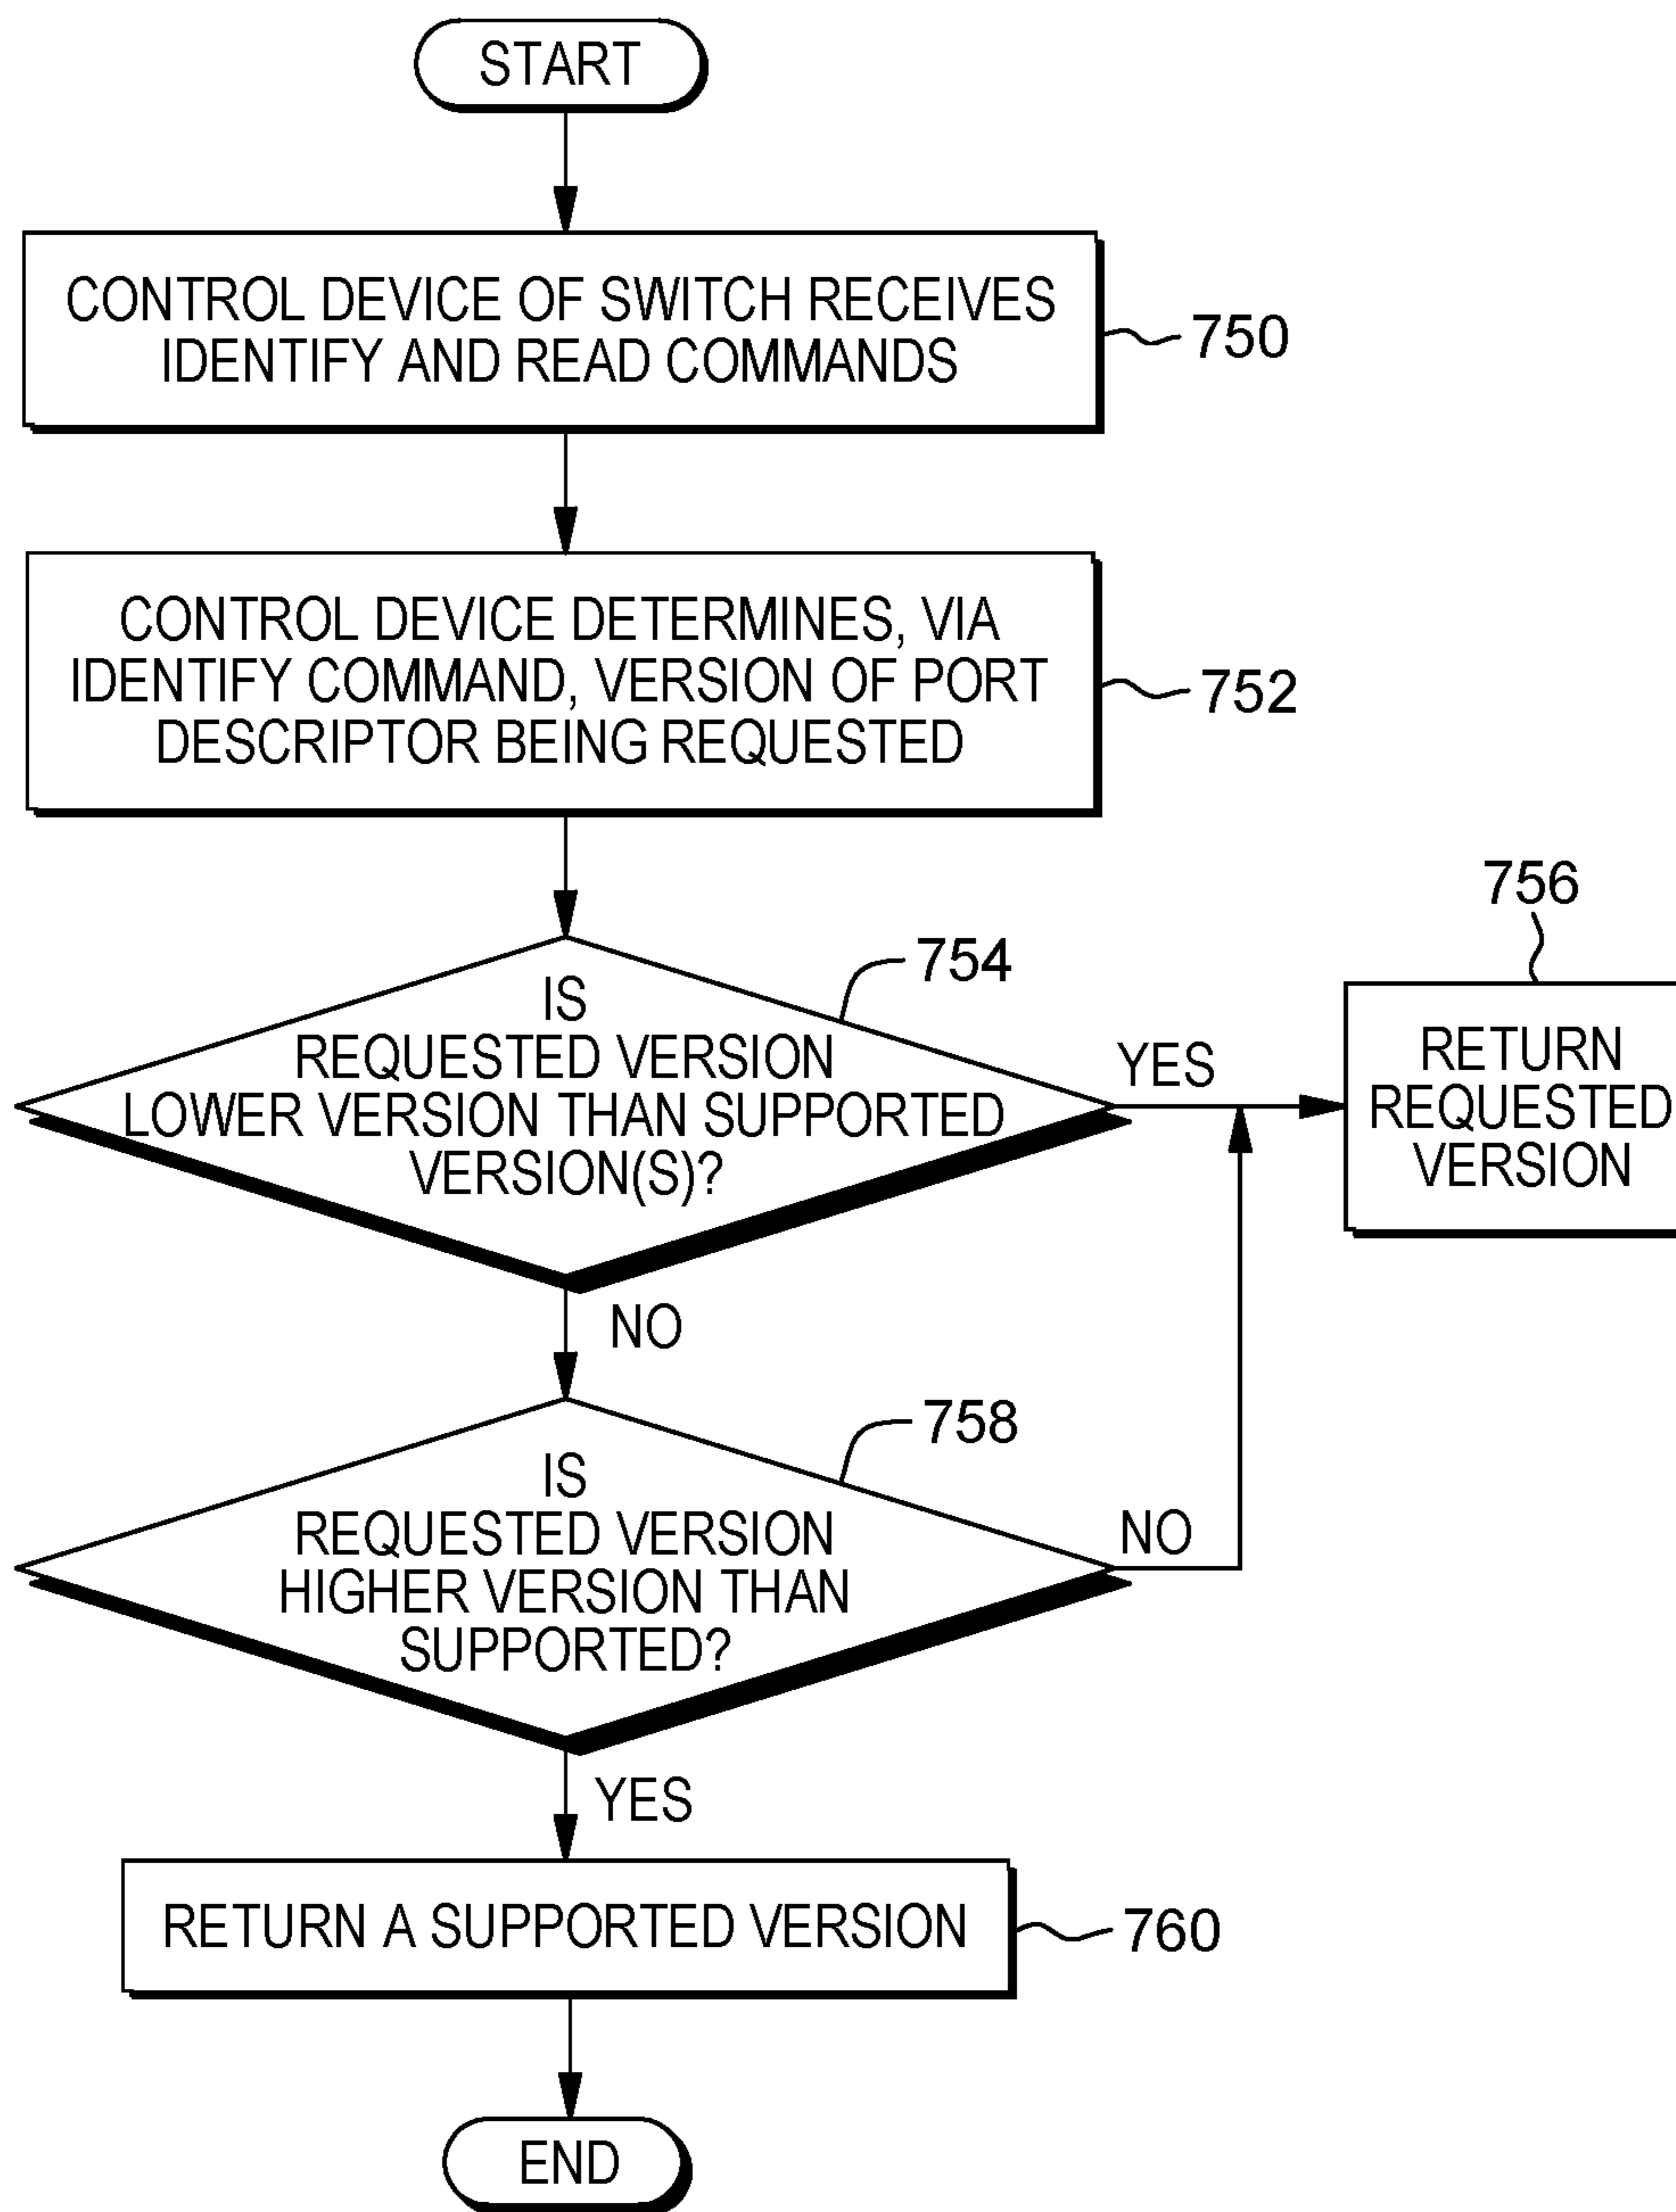 START
CONTROL DEVICE OF SWITCH RECEIVES
IDENTIFY AND READ COMMANDS
750
CONTROL DEVICE DETERMINES, VIA
IDENTIFY COMMAND, VERSION OF PORT
DESCRIPTOR BEING REQUESTED
752
IS
REQUESTED VERSION
LOWER VERSION THAN SUPPORTED
VERSION(S)?
754
YES
756
RETURN
REQUESTED
VERSION
NO
IS
REQUESTED VERSION
HIGHER VERSION THAN
SUPPORTED?
758
NO
YES
RETURN A SUPPORTED VERSION
760
END